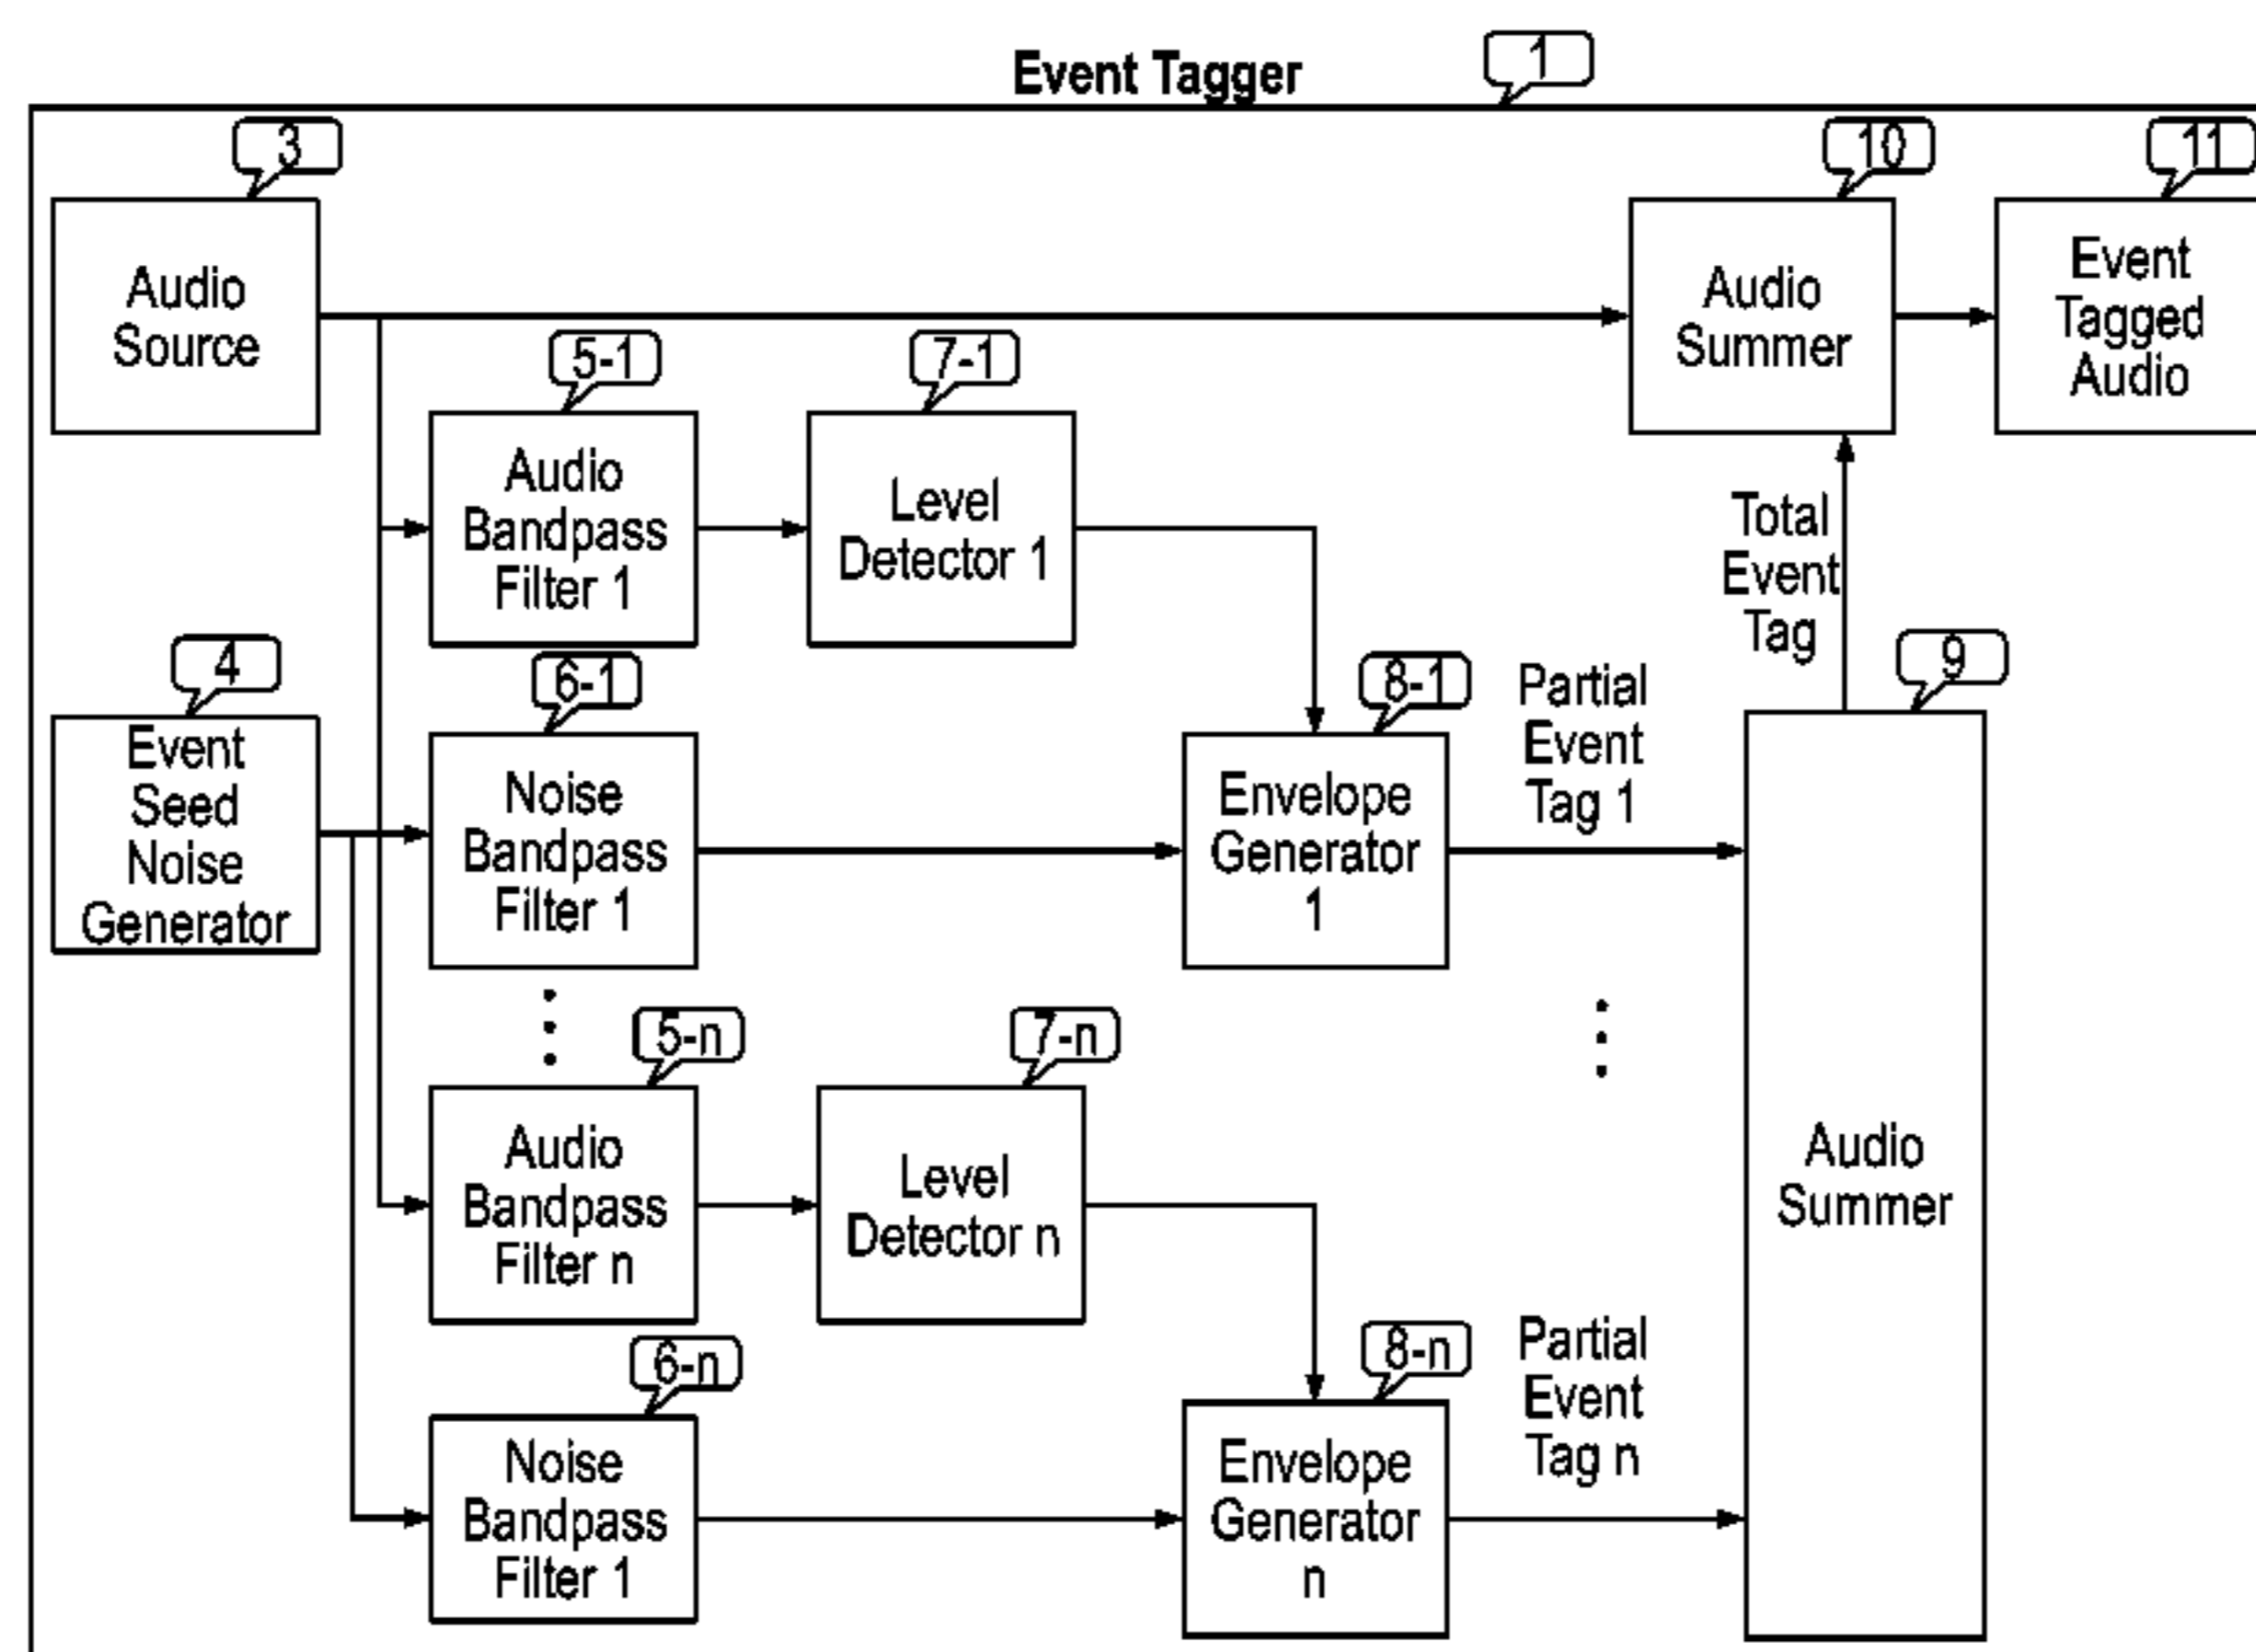 Event Tagger
1
3
10
11
Audio
Source
Audio
Summer
Event
Tagged
Audio
5-1
7-1
Audio
Bandpass
Filter 1
Level
Detector 1
Total
Event
Tag
4
6-1
8-1
9
Event
Seed
Noise
Generator
Noise
Bandpass
Filter 1
Envelope
Generator
1
Partial
Event
Tag 1
5-n
7-n
Audio
Bandpass
Filter n
Level
Detector n
Audio
Summer
6-n
8-n
Noise
Bandpass
Filter 1
Envelope
Generator
n
Partial
Event
Tag n